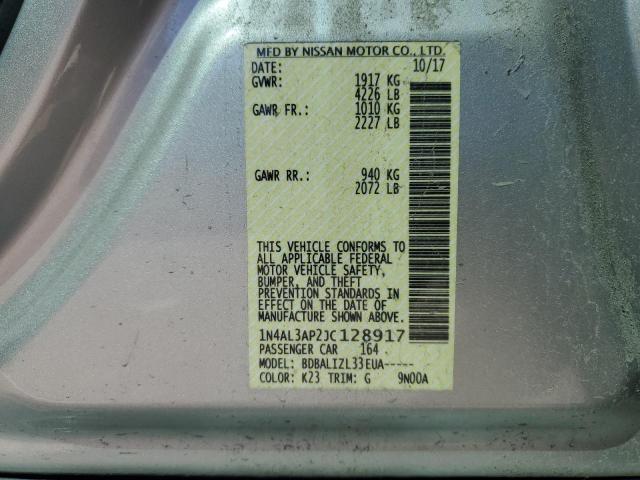 MFD BY NISSAN MOTOR CO., LTD.
DATE: 10/17
GVWR: 1917 KG
4226 LB
GAWR FR.: 1010 KG
2227 LB
GAWR RR.: 940 KG
2072 LB
THIS VEHICLE CONFORMS TO
ALL APPLICABLE FEDERAL
MOTOR VEHICLE SAFETY,
BUMPER, AND THEFT
PREVENTION STANDARDS IN
EFFECT ON THE DATE OF
MANUFACTURE SHOWN ABOVE.
1N4AL3AP2JC128917
PASSENGER CAR 164
MODEL: BDBALIZL33EUA------
COLOR: K23 TRIM: G 9N00A